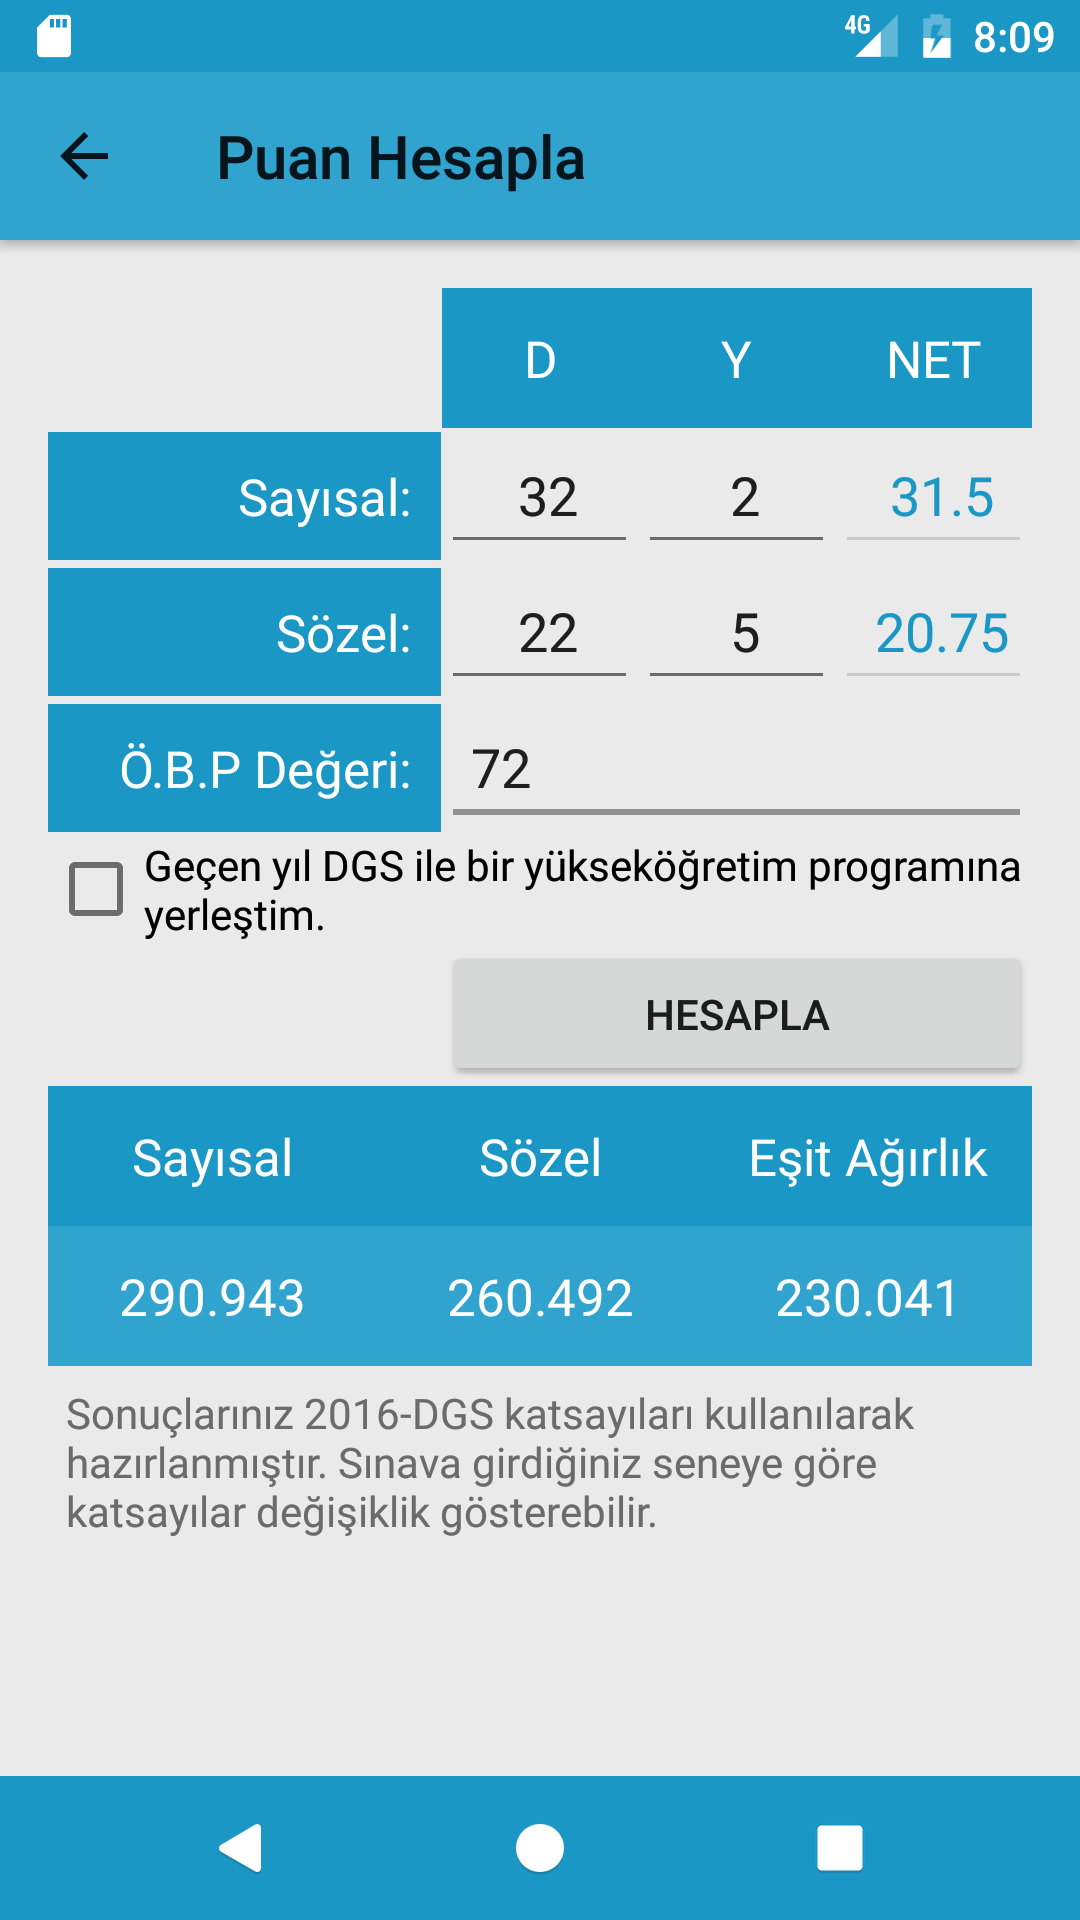 4G 8:09
Puan Hesapla
D Y NET
Sayısal: 32 2 31.5
Sözel: 22 5 20.75
Ö.B.P Değeri: 72
Geçen yıl DGS ile bir yükseköğretim programına
yerleştim.
HESAPLA
Sayısal Sözel Eşit Ağırlık
290.943 260.492 230.041
Sonuçlarınız 2016-DGS katsayıları kullanılarak
hazırlanmıştır. Sınava girdiğiniz seneye göre
katsayılar değişiklik gösterebilir.